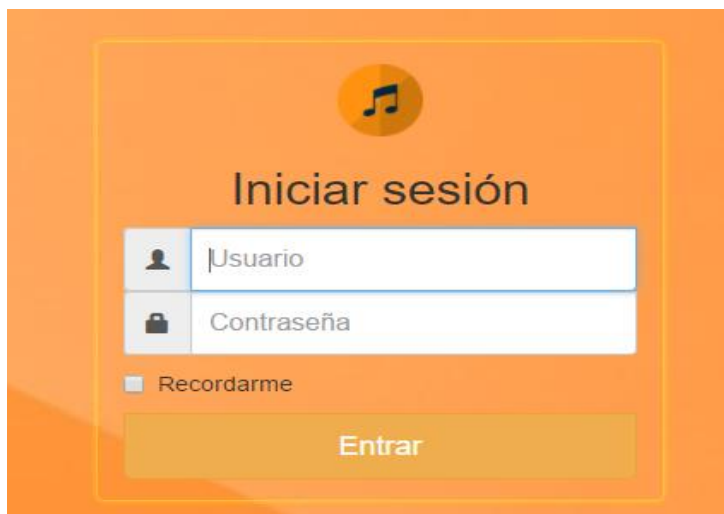 Iniciar sesión
Usuario
Contraseña
Recordarme
Entrar